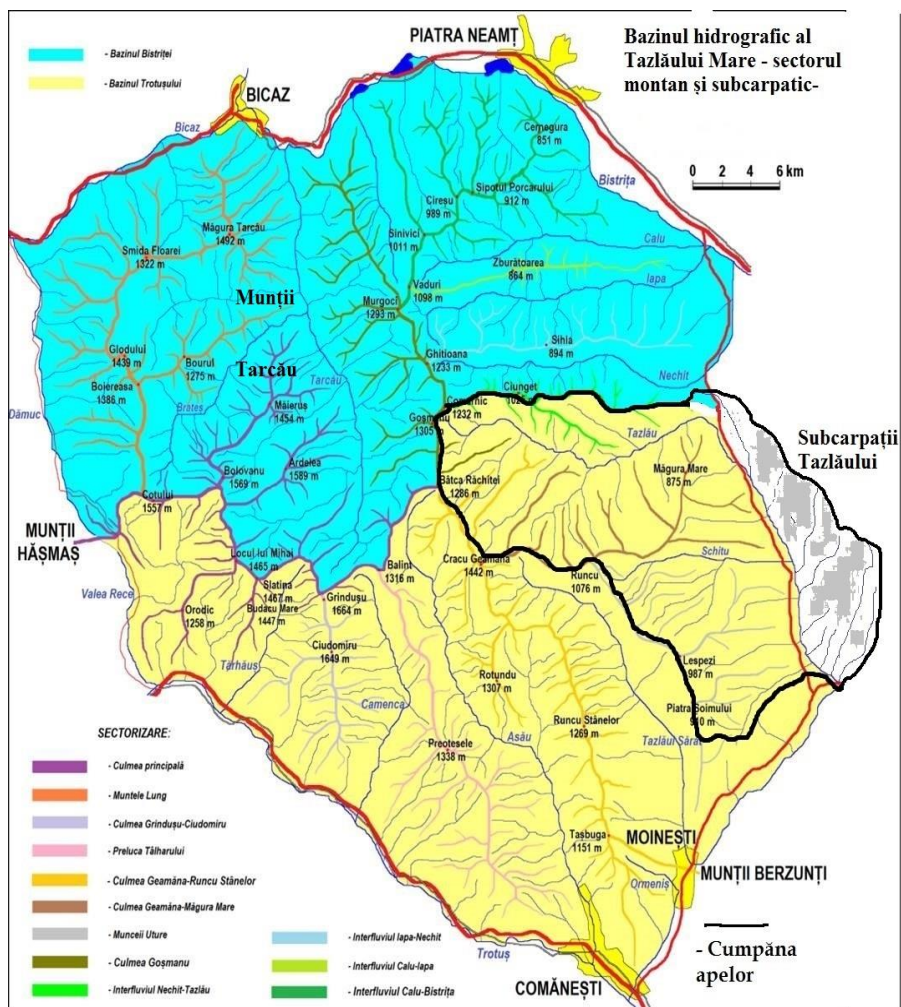 Bazinul hidrografic al
Tazlăului Mare - sectorul
montan și subcarpatic-
- Bazinul Bistriței
- Bazinul Trotușului
PIATRA NEAMȚ
BICAZ
Bicaz
0 2 4 6 km
Cernegura
851 m
Bistrița
Sipotul Porcarului
912 m
Cireșu
989 m
Măgura Tarcău
1492 m
Sinivici
1011 m
Calu
Smida Floarei
1322 m
Zburătoarea
864 m
Iapa
Vaduri
1098 m
Munții
Murgoci
1293 m
Sihla
894 m
Glodului
1439 m
Bourul
1275 m
Tarcău
Ghitioana
1233 m
Boiereasa
1386 m
Tarcău
Nechit
Ciunget
Dămuc
Brateș
Măieruș
1454 m
1232 m
Goșmanu
1305 m
Tazlău
Subcarpații
Tazlăului
Bolovanu
1569 m
Ardelea
1589 m
Măgura Mare
875 m
Bâtca Răchitei
1286 m
Cotului
1557 m
MUNȚII
HĂȘMAȘ
Locul lui Mihai
1465 m
Balint
1316 m
Cracu Geamăna
1442 m
Schitu
Runcu
1076 m
Valea Rece
Slatina
1467 m
Grindușu
1664 m
Orodic
1258 m
Budacu Mare
1447 m
Ciudomiru
1649 m
Tărhăuș
Lespezi
987 m
Rotundu
1307 m
Camenca
Piatra Șoimului
940 m
Runcu Stânelor
1269 m
Asău
Tazlăul Sărat
Preotesele
1338 m
SECTORIZARE:
- Culmea principală
- Muntele Lung
- Culmea Grindușu-Ciudomiru
- Preluca Tâlharului
- Culmea Geamăna-Runcu Stânelor
- Culmea Geamăna-Măgura Mare
- Munceii Uture
- Culmea Goșmanu
- Interfluviul Nechit-Tazlău
- Interfluviul Iapa-Nechit
- Interfluviul Calu-Iapa
- Interfluviul Calu-Bistrița
Tașbuga
1151 m
MOINEȘTI
MUNȚII BERZUNȚI
Ormeniș
Trotuș
COMĂNEȘTI
- Cumpăna
apelor